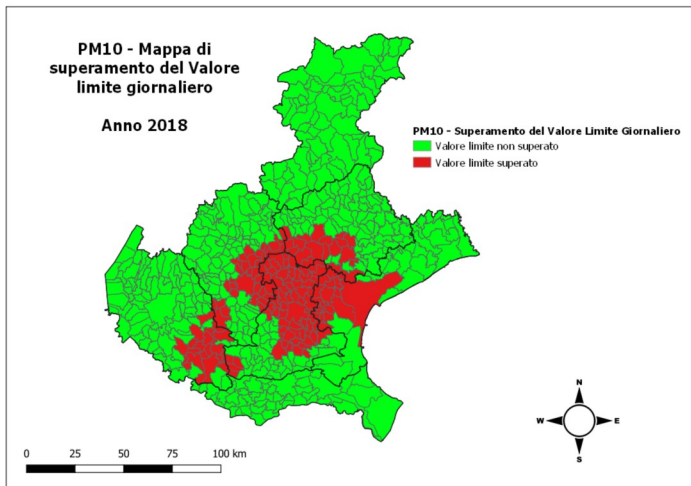 PM10 - Mappa di
superamento del Valore
limite giornaliero
Anno 2018
PM10 - Superamento del Valore Limite Giornaliero
Valore limite non superato
Valore limite superato
N
W E
S
0 25 50 75 100 km